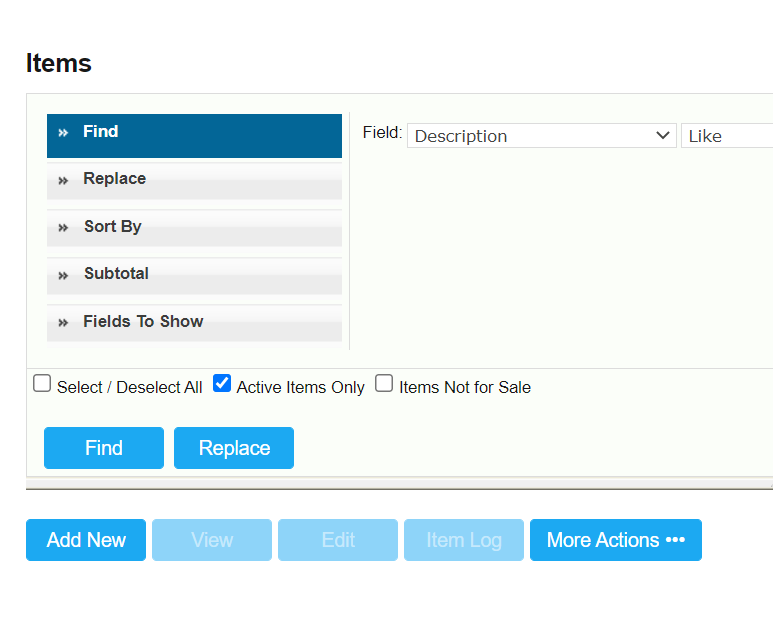 Items
Find
Replace
Sort By
Subtotal
Fields To Show
Field: Description Like
Select / Deselect All Active Items Only Items Not for Sale
Find Replace
Add New View Edit Item Log More Actions •••